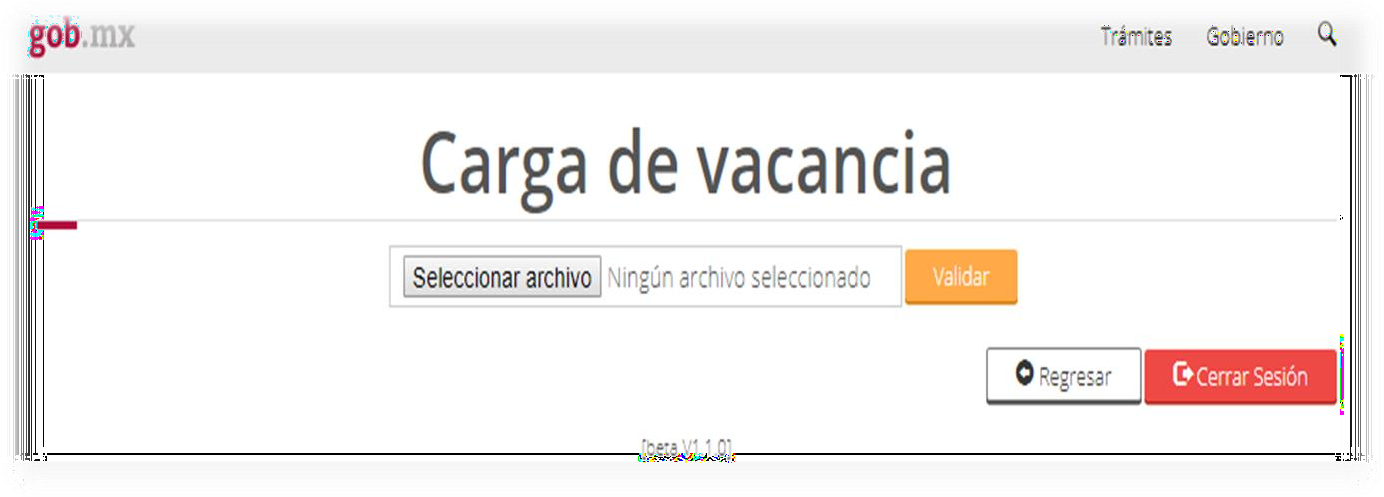 gob.mx Trámites Gobierno
Carga de vacancia
Seleccionar archivo Ningún archivo seleccionado Validar
Regresar Cerrar Sesión
[beta V1.1.0]